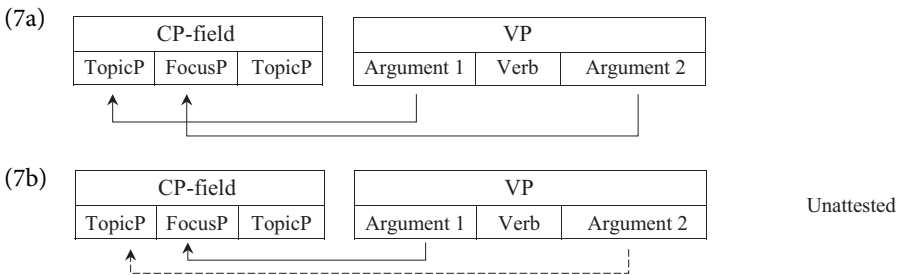 (7a)
CP-field VP
TopicP FocusP TopicP Argument 1 Verb Argument 2
(7b)
CP-field VP
Unattested
TopicP FocusP TopicP Argument 1 Verb Argument 2